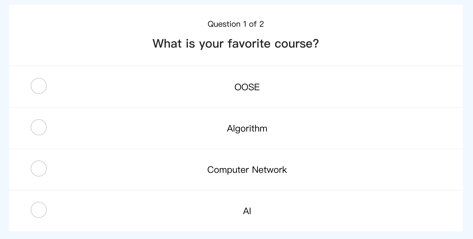 Question 1 of 2
What is your favorite course?
OOSE
Algorithm
Computer Network
AI